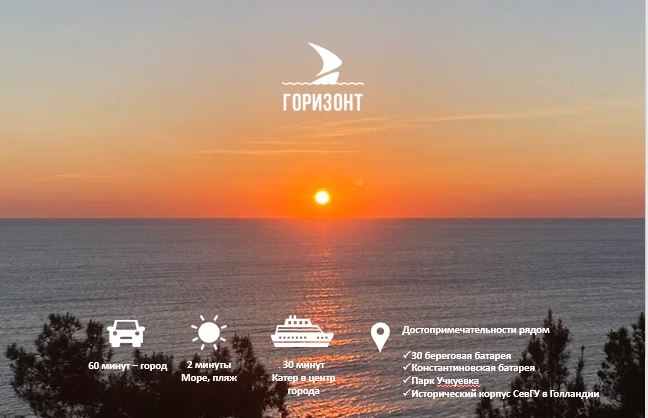 ГОРИЗОНТ
60 минут – город
2 минуты
Море, пляж
30 минут
Катер в центр
города
Достопримечательности рядом
✓30 береговая батарея
✓Константиновская батарея
✓Парк Учкуевка
✓Исторический корпус СевГУ в Голландии